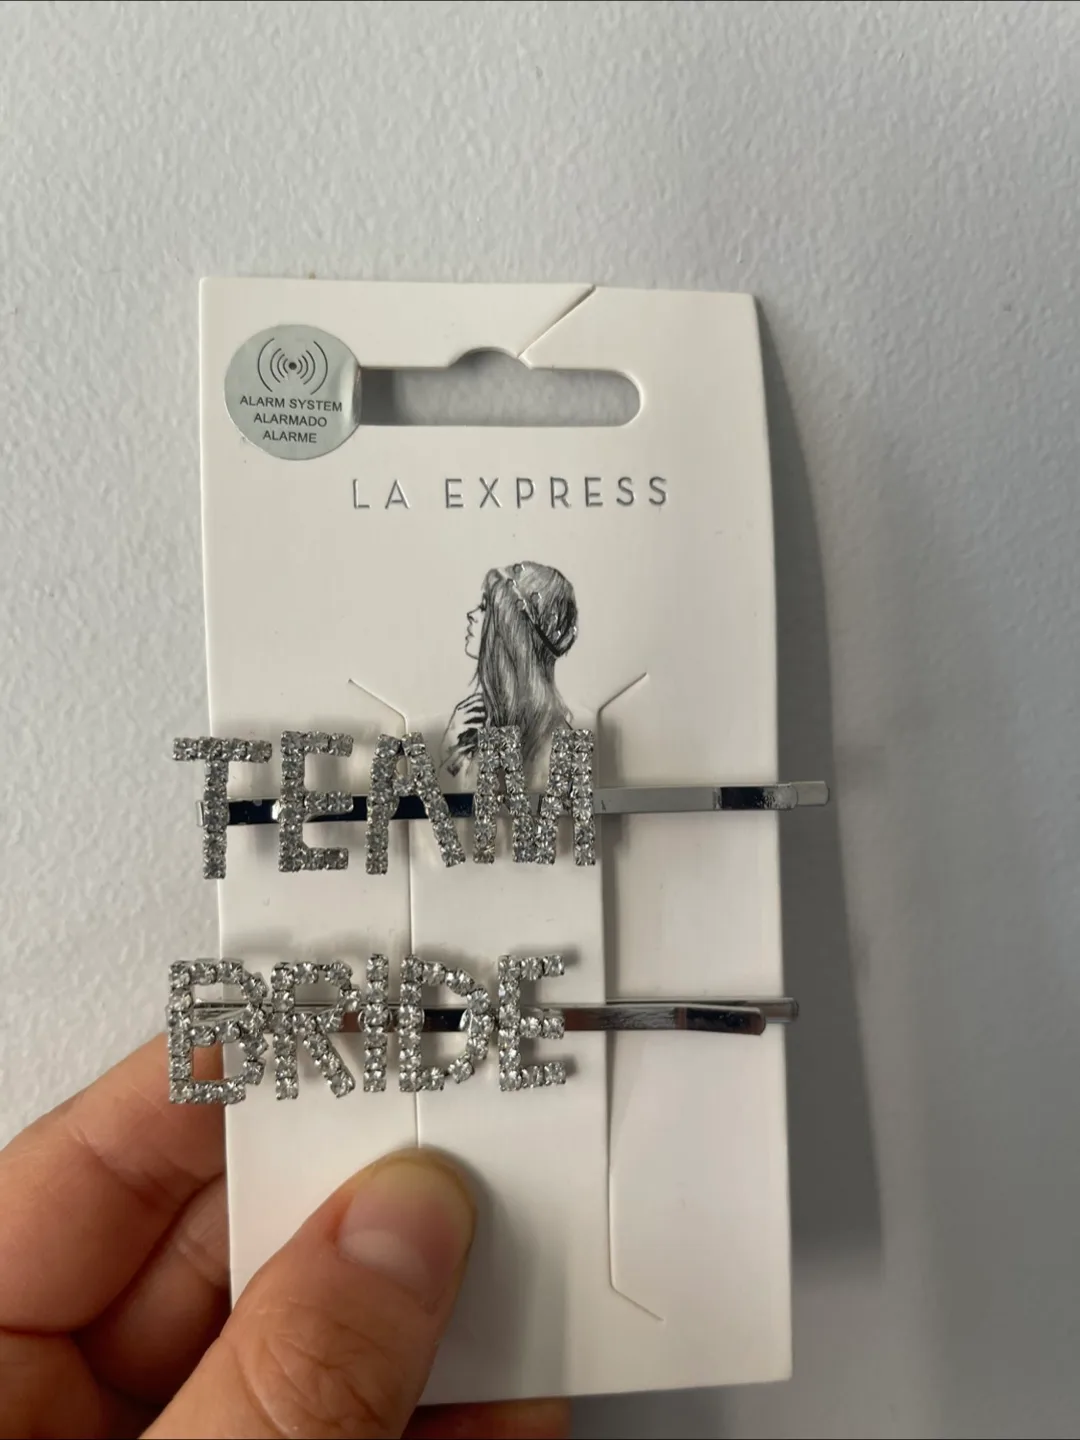 ALARM SYSTEM
ALARMADO
ALARME
LA EXPRESS
TEAM
BRIDE